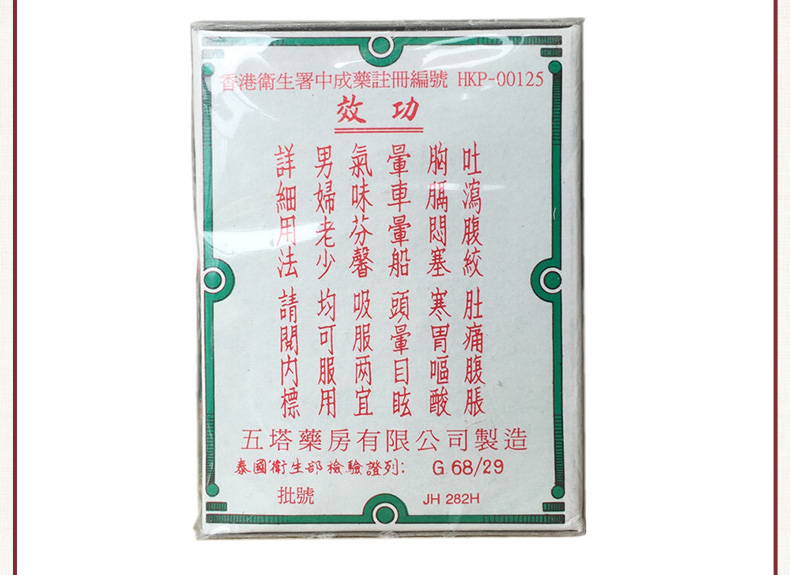 香港衛生署中成藥註冊編號 HKP-00125
功效
吐瀉腹絞 肚痛腹脹
胸膈悶塞 寒胃嘔酸
暈車暈船 頭暈目眩
氣味芬馨 吸服两宜
男婦老少 均可服用
詳細用法 請閱内標
五塔藥房有限公司製造
泰國衛生部檢驗證列: G 68/29
批號 JH 282H